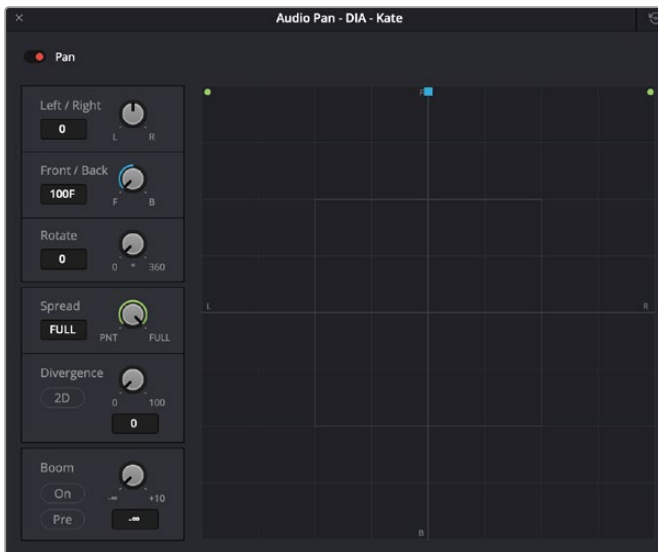 Audio Pan - DIA - Kate
Pan
Left / Right
0
L R
Front / Back
100F
F B
Rotate
0
0 * 360
Spread
FULL
PNT FULL
Divergence
2D
0 100
0
Boom
On
-∞ +10
Pre
-∞
F
L
R
B